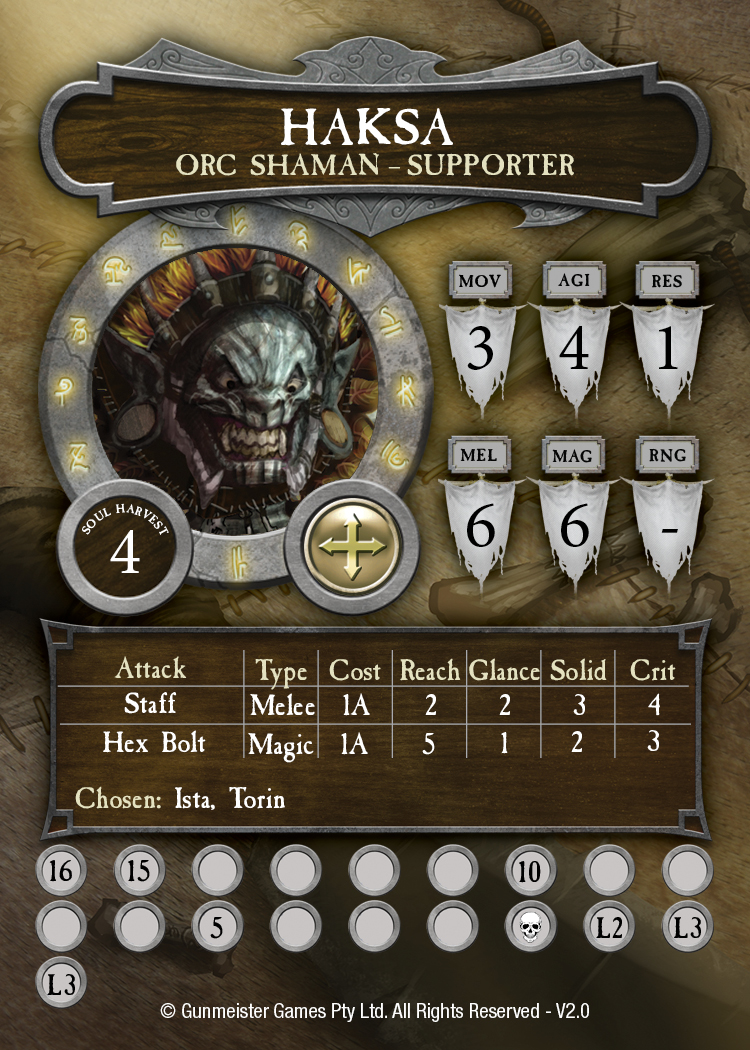 HAKSA
ORC SHAMAN – SUPPORTER
MOV AGI RES
3 4 1
MEL MAG RNG
6 6 -
SOUL HARVEST
4
Attack Type Cost Reach Glance Solid Crit
Staff Melee 1A 2 2 3 4
Hex Bolt Magic 1A 5 1 2 3
Chosen: Ista, Torin
16 15 10
5 L2 L3
L3
© Gunmeister Games Pty Ltd. All Rights Reserved - V2.0